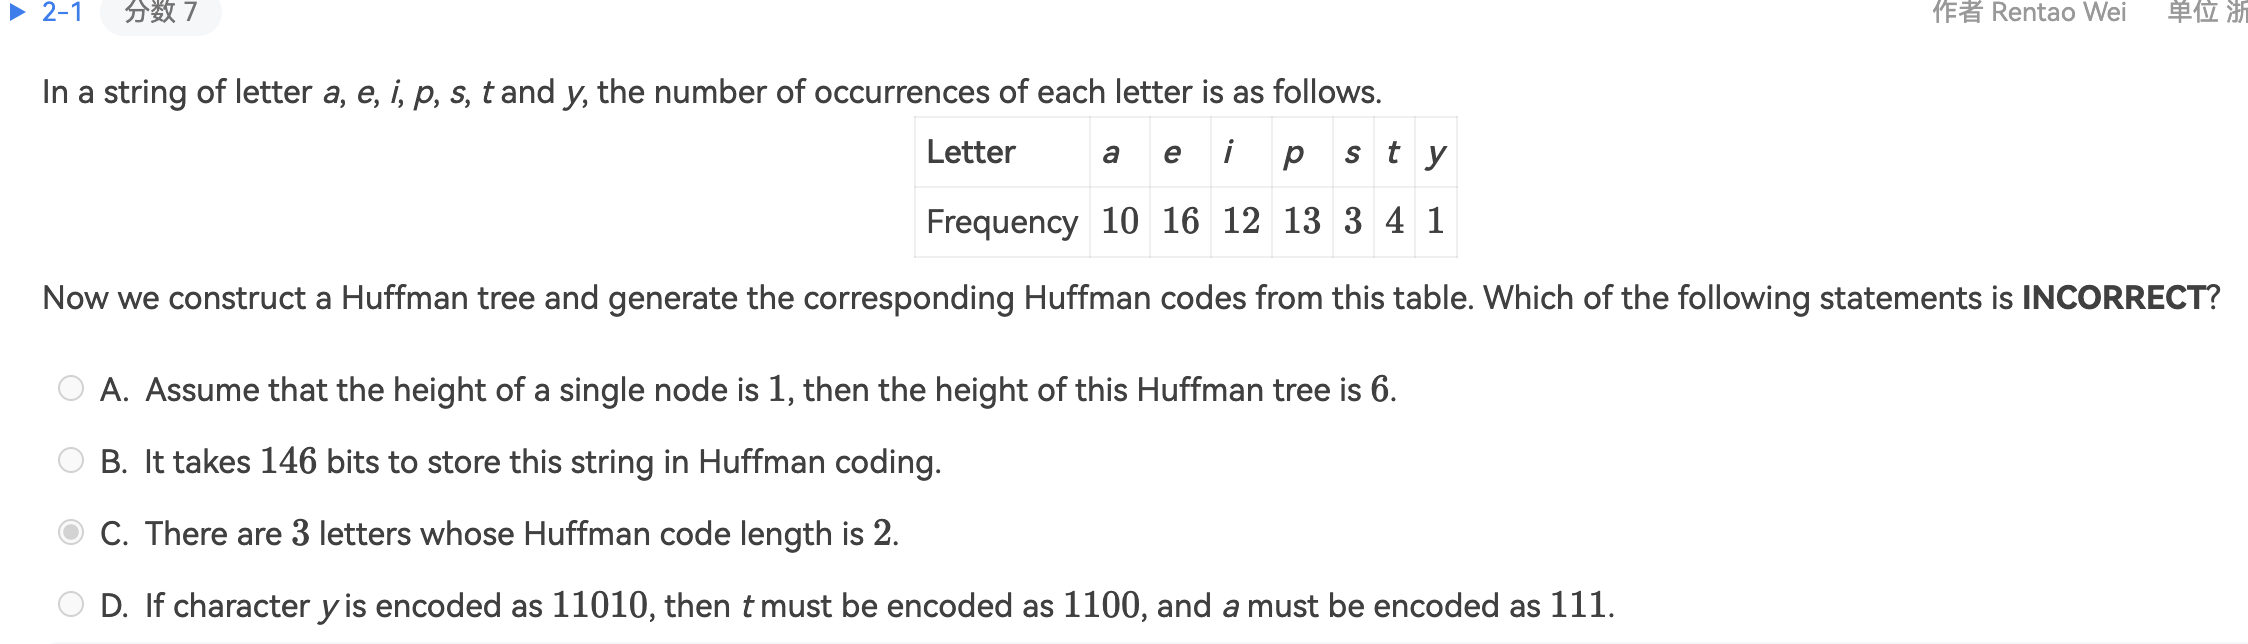 2-1 分数 7 作者 Rentao Wei 单位 浙
In a string of letter a, e, i, p, s, t and y, the number of occurrences of each letter is as follows.
Letter a e i p s t y
Frequency 10 16 12 13 3 4 1
Now we construct a Huffman tree and generate the corresponding Huffman codes from this table. Which of the following statements is INCORRECT?
A. Assume that the height of a single node is 1, then the height of this Huffman tree is 6.
B. It takes 146 bits to store this string in Huffman coding.
C. There are 3 letters whose Huffman code length is 2.
D. If character y is encoded as 11010, then t must be encoded as 1100, and a must be encoded as 111.